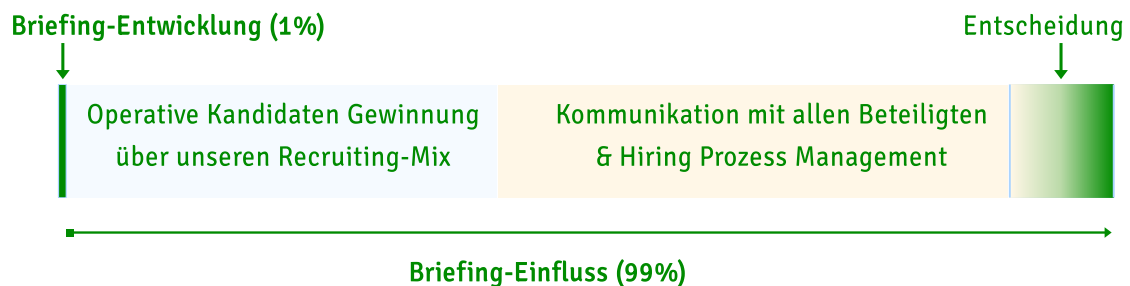 Briefing-Entwicklung (1%)
Entscheidung
Operative Kandidaten Gewinnung
über unseren Recruiting-Mix
Kommunikation mit allen Beteiligten
& Hiring Prozess Management
Briefing-Einfluss (99%)